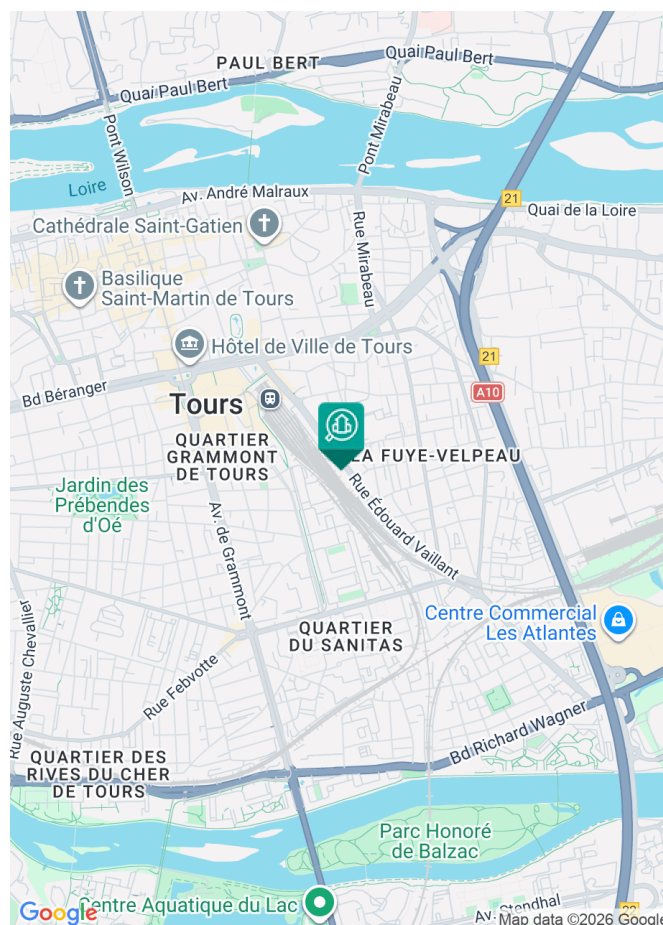 PAUL BERT
Quai Paul Bert
Quai Paul Bert
Pont Wilson
Pont Mirabeau
Loire
Av. André Malraux
21
Quai de la Loire
Cathédrale Saint-Gatien
Rue Mirabeau
Basilique
Saint-Martin de Tours
Hôtel de Ville de Tours
21
Bd Béranger
A10
Tours
QUARTIER
GRAMMONT
DE TOURS
LA FUYE-VELPEAU
Jardin des
Prébendes
d'Oé
Rue Édouard Vaillant
Av. de Grammont
Centre Commercial
Les Atlantes
QUARTIER
DU SANITAS
Rue Auguste Chevallier
Rue Febvotte
Bd Richard Wagner
QUARTIER DES
RIVES DU CHER
DE TOURS
Parc Honoré
de Balzac
Centre Aquatique du Lac
Av. Stendhal
Google
Map data ©2026 Google